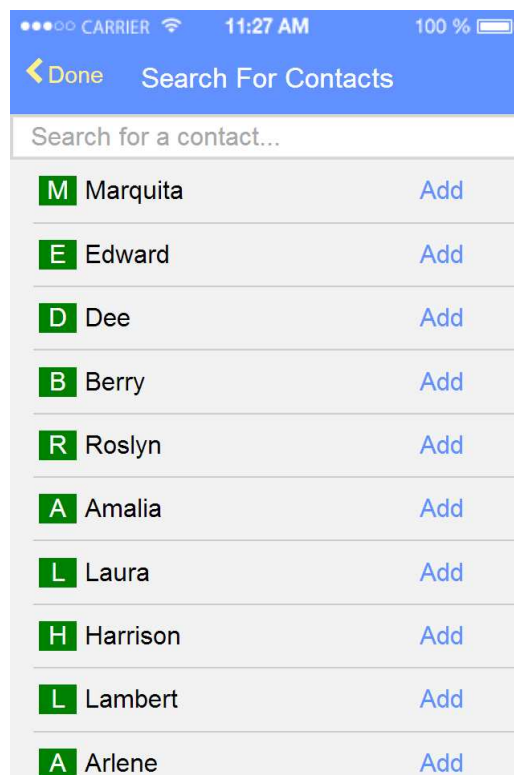 CARRIER 11:27 AM 100 %
Done Search For Contacts
Search for a contact...
M Marquita Add
E Edward Add
D Dee Add
B Berry Add
R Roslyn Add
A Amalia Add
L Laura Add
H Harrison Add
L Lambert Add
A Arlene Add